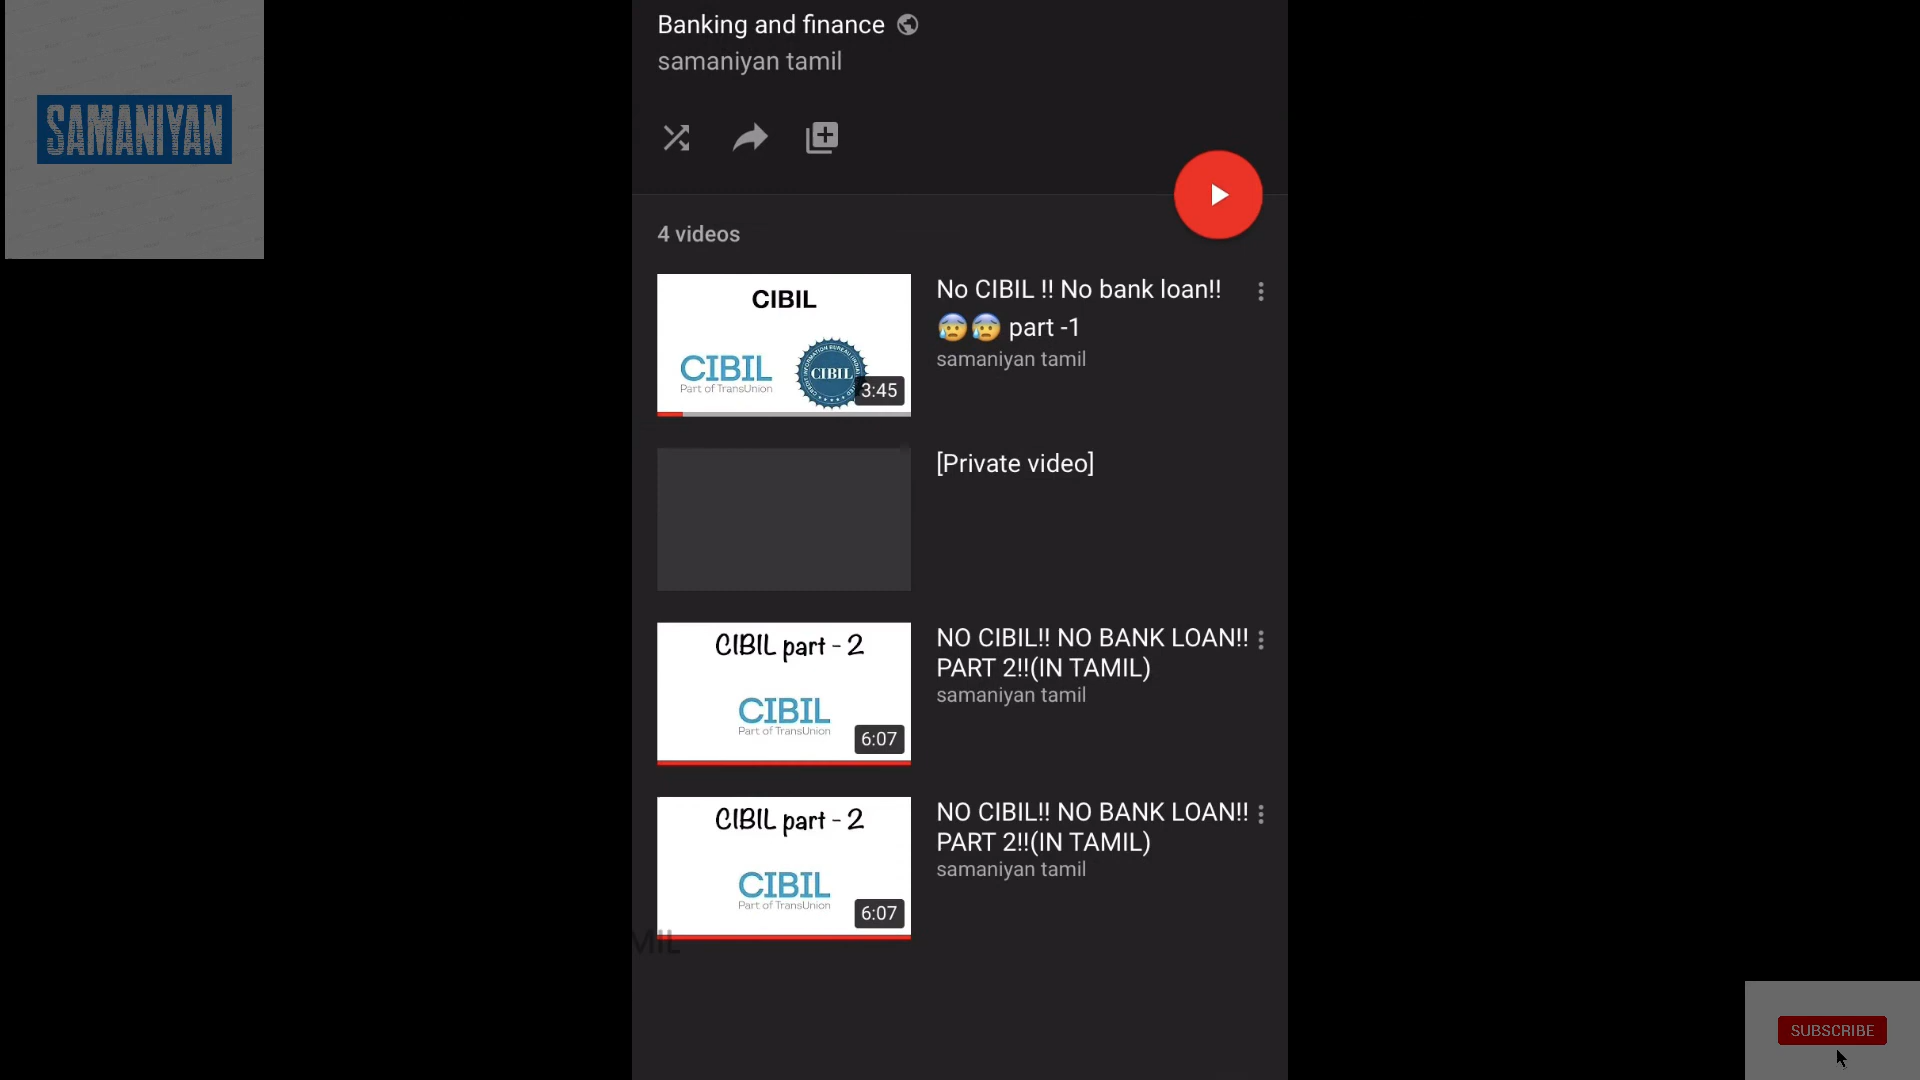 Banking and finance
samaniyan tamil
SAMANIYAN
4 videos
CIBIL
CIBIL
Part of TransUnion
CIBIL
3:45
No CIBIL !! No bank loan!!
😰😰 part -1
samaniyan tamil
[Private video]
CIBIL part - 2
CIBIL
Part of TransUnion
6:07
NO CIBIL!! NO BANK LOAN!!
PART 2!!(IN TAMIL)
samaniyan tamil
CIBIL part - 2
CIBIL
Part of TransUnion
6:07
NO CIBIL!! NO BANK LOAN!!
PART 2!!(IN TAMIL)
samaniyan tamil
SUBSCRIBE